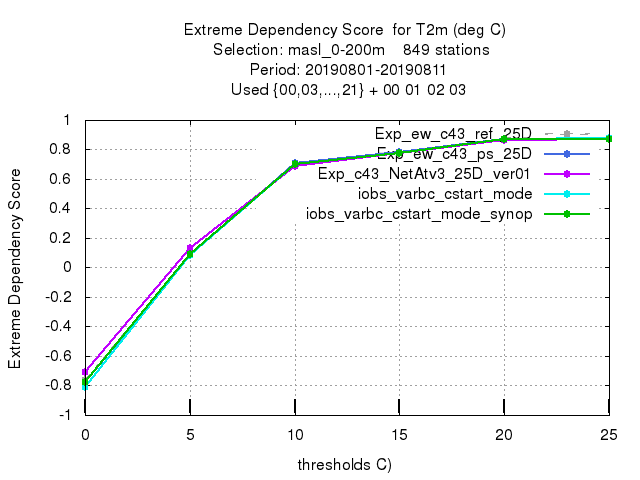 Extreme Dependency Score  for T2m (deg C)
Selection: masl_0-200m    849 stations
Period: 20190801-20190811
Used {00,03,...,21} + 00 01 02 03
Extreme Dependency Score
1
0.8
0.6
0.4
0.2
0
-0.2
-0.4
-0.6
-0.8
-1
Exp_ew_c43_ref_25D
Exp_ew_c43_ps_25D
Exp_c43_NetAtv3_25D_ver01
iobs_varbc_cstart_mode
iobs_varbc_cstart_mode_synop
0 5 10 15 20 25
thresholds C)